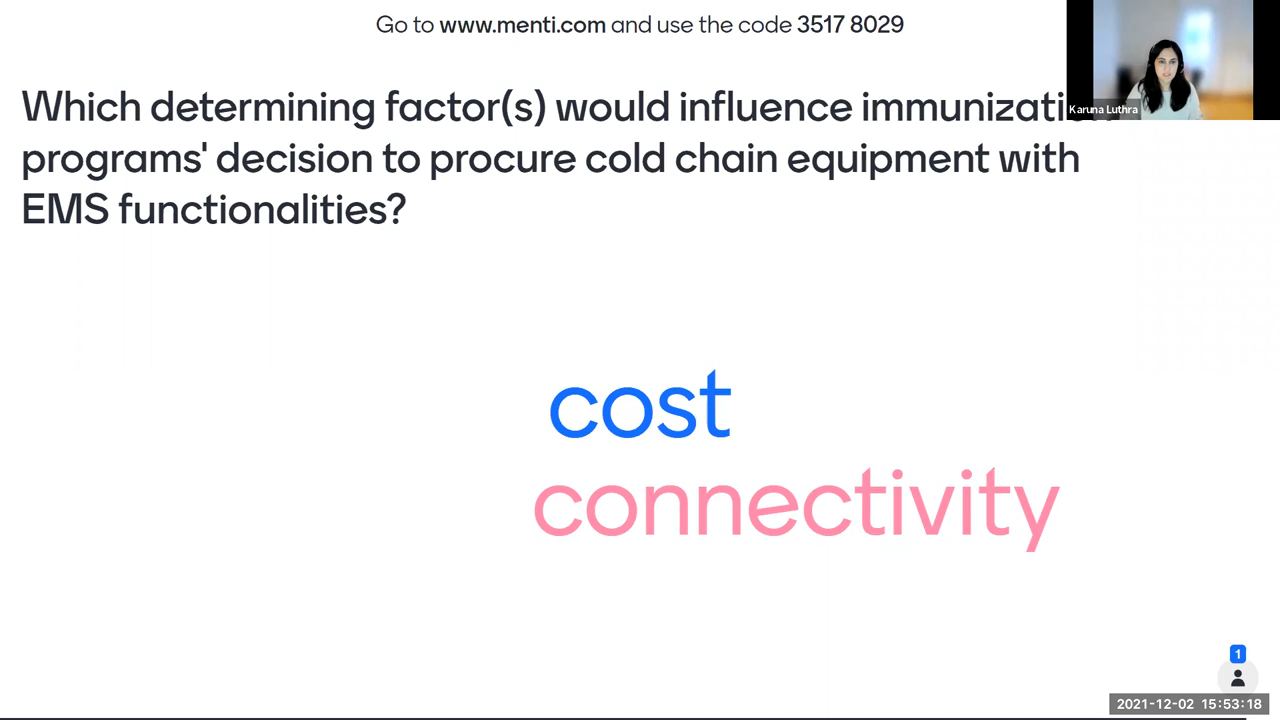 Go to www.menti.com and use the code 3517 8029
Which determining factor(s) would influence immunizatio
programs' decision to procure cold chain equipment with
EMS functionalities?
Karuna Luthra
cost
connectivity
1
2021-12-02 15:53:18